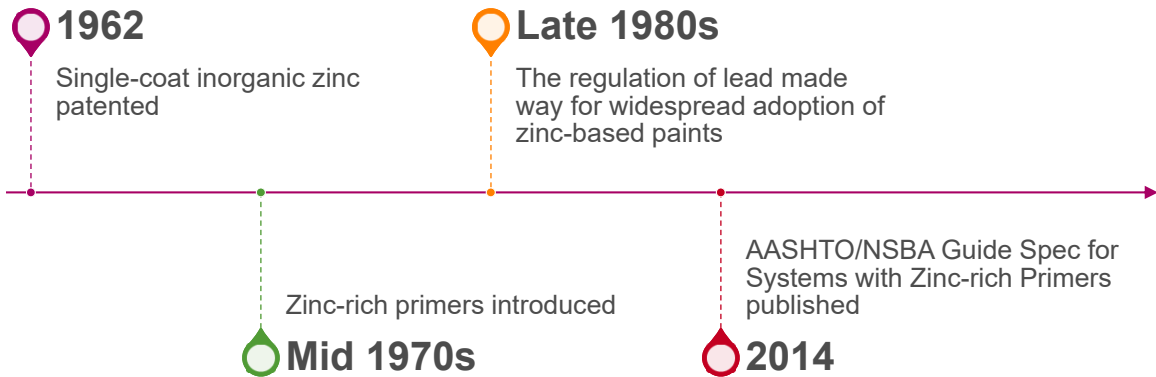 1962
Single-coat inorganic zinc
patented
Late 1980s
The regulation of lead made
way for widespread adoption of
zinc-based paints
Zinc-rich primers introduced
Mid 1970s
AASHTO/NSBA Guide Spec for
Systems with Zinc-rich Primers
published
2014